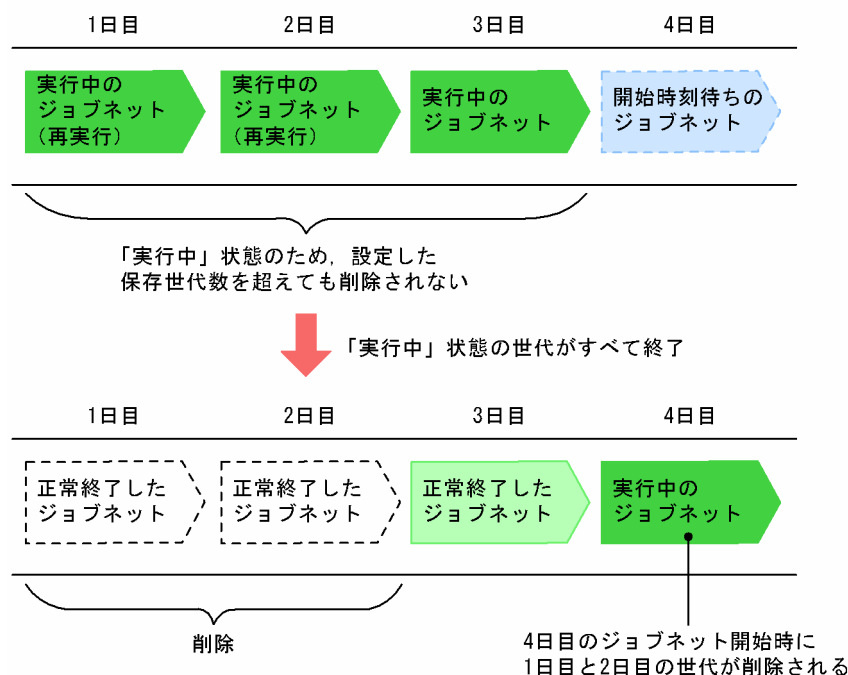 1日目 2日目 3日目 4日目
実行中の
ジョブネット
(再実行)
実行中の
ジョブネット
(再実行)
実行中の
ジョブネット
開始時刻待ちの
ジョブネット
「実行中」状態のため，設定した
保存世代数を超えても削除されない
「実行中」状態の世代がすべて終了
1日目 2日目 3日目 4日目
正常終了した
ジョブネット
正常終了した
ジョブネット
正常終了した
ジョブネット
実行中の
ジョブネット
削除
4日目のジョブネット開始時に
1日目と2日目の世代が削除される